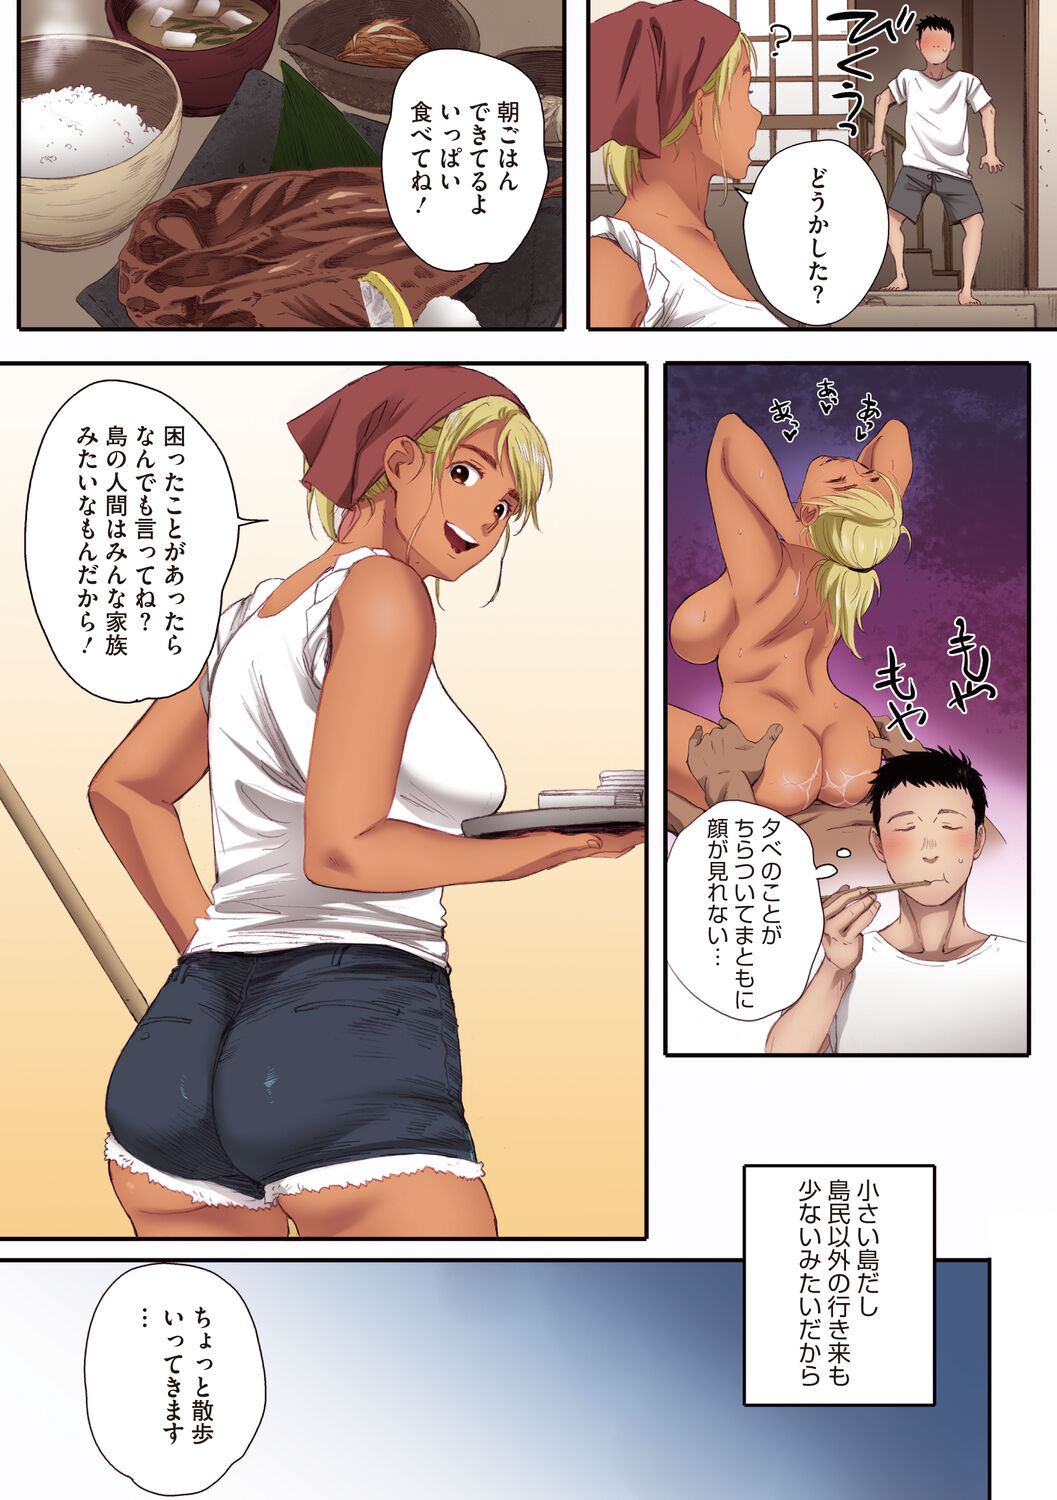 びくうっ
?
どうかした?
朝ごはん
できてるよ
いっぱい
食べてね!
あ♥
あ♥
あ♥
もや
もや
夕べのことが
ちらついてまともに
顔が見れない…
困ったことがあったら
なんでも言ってね?
島の人間はみんな家族
みたいなもんだから!
小さい島だし
島民以外の行き来も
少ないみたいだから
ちょっと散歩
いってきます
…